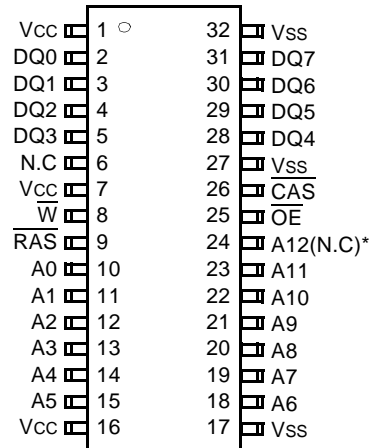 VCC 1 32 VSS
DQ0 2 31 DQ7
DQ1 3 30 DQ6
DQ2 4 29 DQ5
DQ3 5 28 DQ4
N.C 6 27 VSS
VCC 7 26 C̅A̅S̅
W̅ 8 25 O̅E̅
R̅A̅S̅ 9 24 A12(N.C)*
A0 10 23 A11
A1 11 22 A10
A2 12 21 A9
A3 13 20 A8
A4 14 19 A7
A5 15 18 A6
VCC 16 17 VSS